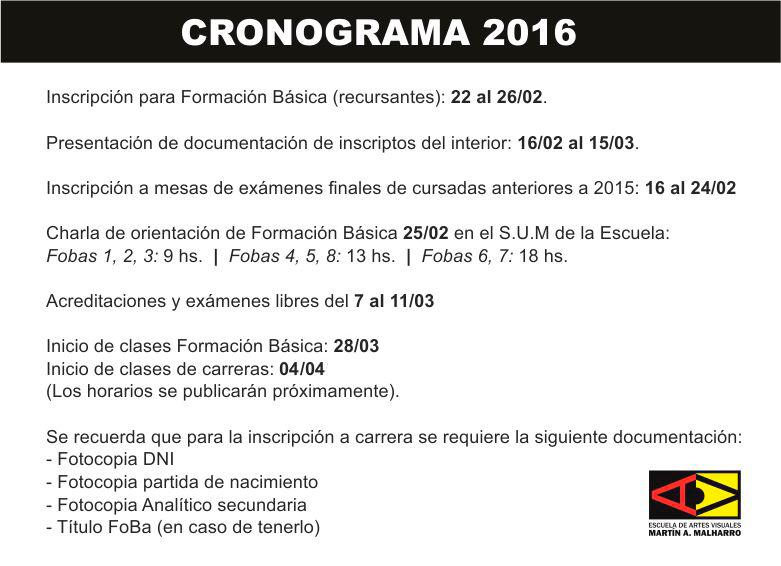 CRONOGRAMA 2016
Inscripción para Formación Básica (recursantes): 22 al 26/02.
Presentación de documentación de inscriptos del interior: 16/02 al 15/03.
Inscripción a mesas de exámenes finales de cursadas anteriores a 2015: 16 al 24/02
Charla de orientación de Formación Básica 25/02 en el S.U.M de la Escuela:
Fobas 1, 2, 3: 9 hs. | Fobas 4, 5, 8: 13 hs. | Fobas 6, 7: 18 hs.
Acreditaciones y exámenes libres del 7 al 11/03
Inicio de clases Formación Básica: 28/03
Inicio de clases de carreras: 04/04
(Los horarios se publicarán próximamente).
Se recuerda que para la inscripción a carrera se requiere la siguiente documentación:
- Fotocopia DNI
- Fotocopia partida de nacimiento
- Fotocopia Analítico secundaria
- Título FoBa (en caso de tenerlo)
ESCUELA DE ARTES VISUALES
MARTÍN A. MALHARRO